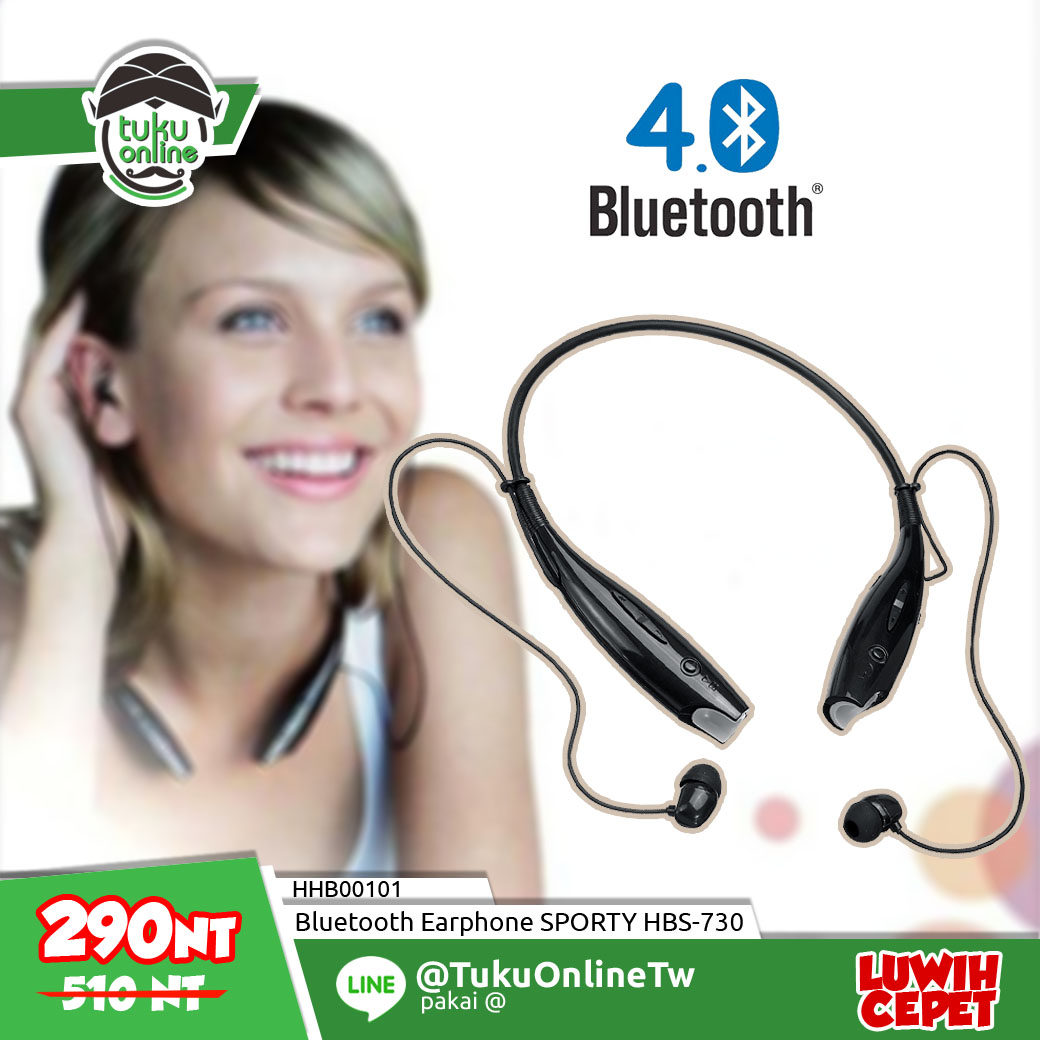 tuku
online
4.0
Bluetooth®
HHB00101
Bluetooth Earphone SPORTY HBS-730
290NT
510 NT
LINE
@TukuOnlineTw
pakai @
LUWIH
CEPET